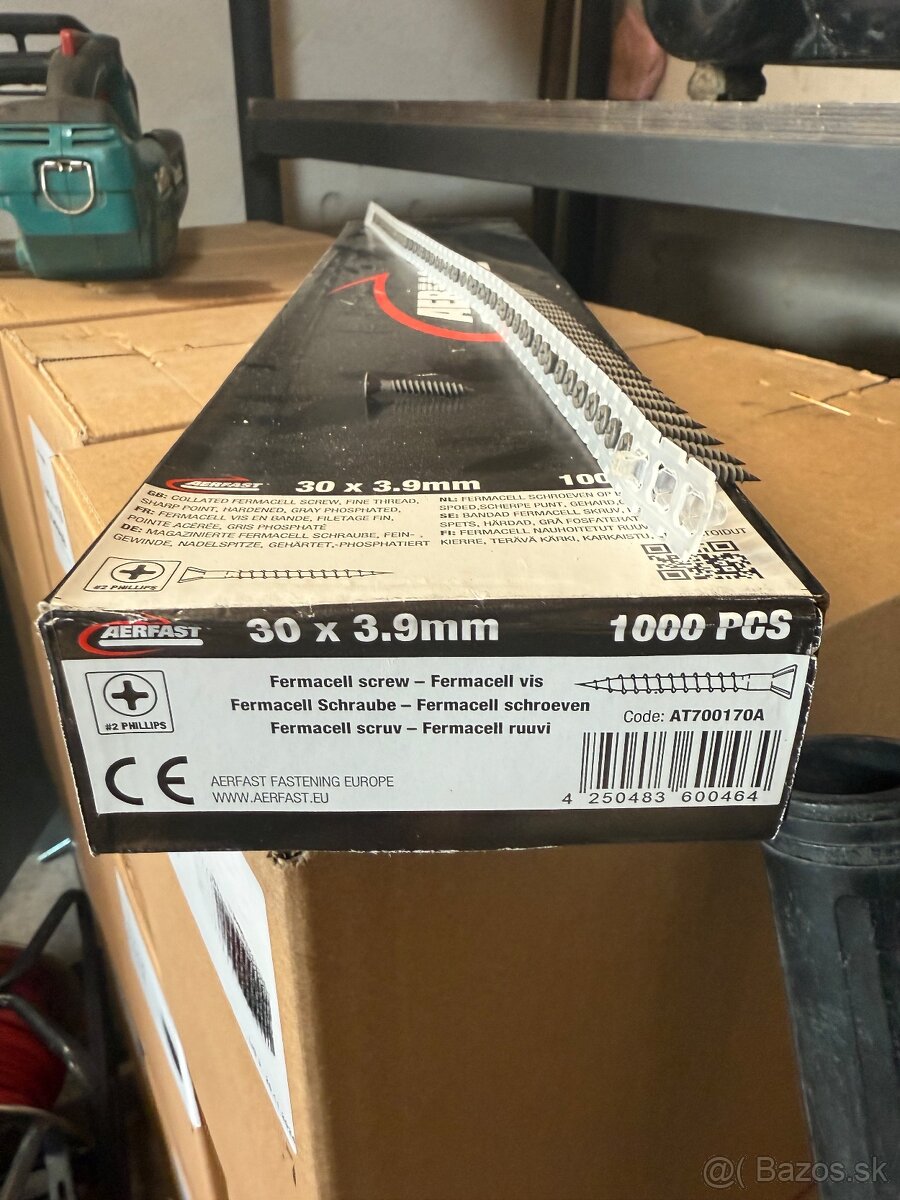 AERFAST 30 x 3.9mm 100
GB: COLLATED FERMACELL SCREW, FINE THREAD,
SHARP POINT, HARDENED, GRAY PHOSPHATED,
FR: FERMACELL VIS EN BANDE, FILETAGE FIN,
POINTE ACÉRÉE, GRIS PHOSPHATÉ
DE: MAGAZINIERTE FERMACELL SCHRAUBE, FEIN-,
GEWINDE, NADELSPITZE, GEHÄRTET,-PHOSPHATIERT
NL: FERMACELL SCHROEVEN OP
SPOED,SCHERPE PUNT, GEHARD,
SE: BANDAD FERMACELL SKRUV,
SPETS, HÄRDAD, GRÅ FOSFATERAT
FI: FERMACELL NAUHOITETUT RUUVI
KIERRE, TERÄVÄ KÄRKI, KARKAISTU,
#2 PHILLIPS
AERFAST 30 x 3.9mm 1000 PCS
#2 PHILLIPS
Fermacell screw – Fermacell vis
Fermacell Schraube – Fermacell schroeven
Fermacell scruv – Fermacell ruuvi
Code: AT700170A
CE
AERFAST FASTENING EUROPE
WWW.AERFAST.EU
4 250483 600464
@( Bazos.sk